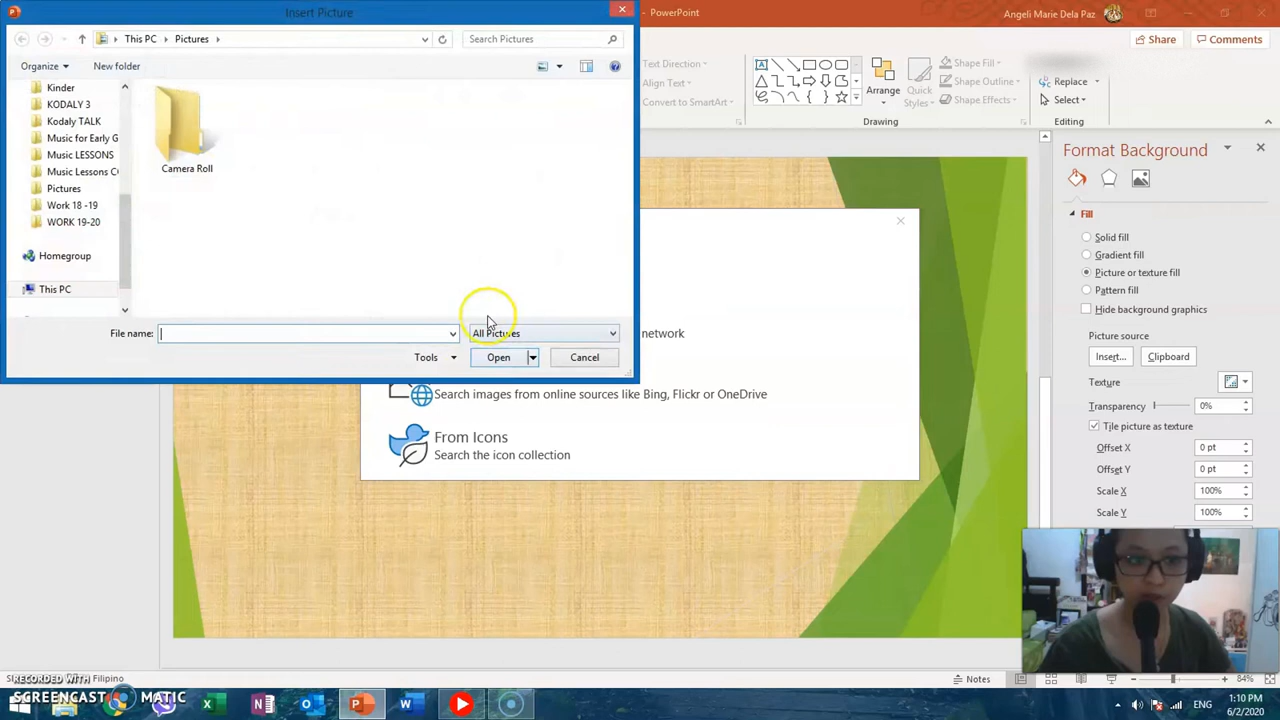 Insert Picture
- PowerPoint
Angeli Marie Dela Paz
This PC
Pictures
Search Pictures
Share
Comments
Organize
New folder
Text Direction
Align Text
Convert to SmartArt
Arrange
Quick
Styles
Shape Fill
Shape Outline
Shape Effects
Replace
Select
Drawing
Editing
Kinder
KODALY 3
Kodaly TALK
Music for Early G
Music LESSONS
Music Lessons C
Pictures
Work 18 -19
WORK 19-20
Homegroup
This PC
Camera Roll
File name:
All Pictures
Tools
Open
Cancel
network
Search images from online sources like Bing, Flickr or OneDrive
From Icons
Search the icon collection
Format Background
Fill
Solid fill
Gradient fill
Picture or texture fill
Pattern fill
Hide background graphics
Picture source
Insert...
Clipboard
Texture
Transparency
0%
Tile picture as texture
Offset X
0 pt
Offset Y
0 pt
Scale X
100%
Scale Y
100%
RECORDED WITH
Filipino
SCREENCAST
MATIC
Notes
84%
ENG
1:10 PM
6/2/2020